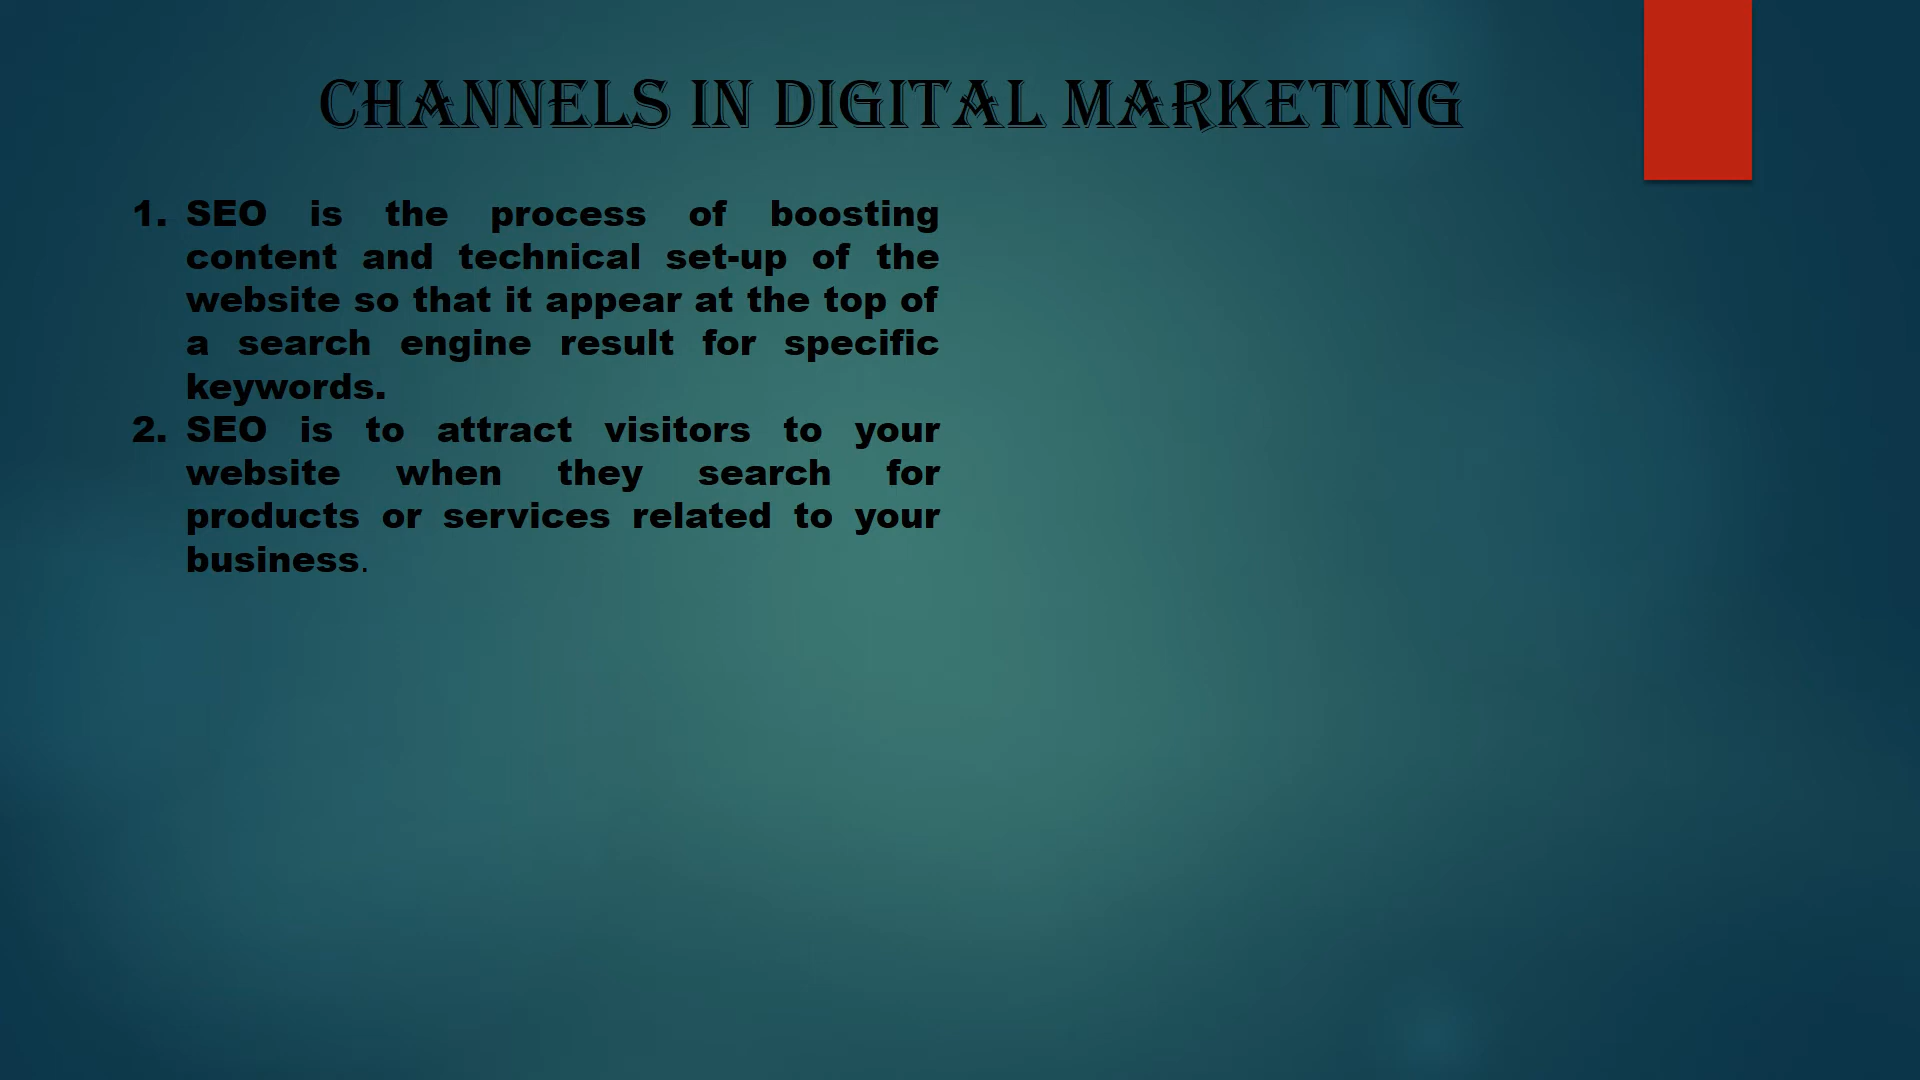 CHANNELS IN DIGITAL MARKETING
1. SEO is the process of boosting
content and technical set-up of the
website so that it appear at the top of
a search engine result for specific
keywords.
2. SEO is to attract visitors to your
website when they search for
products or services related to your
business.